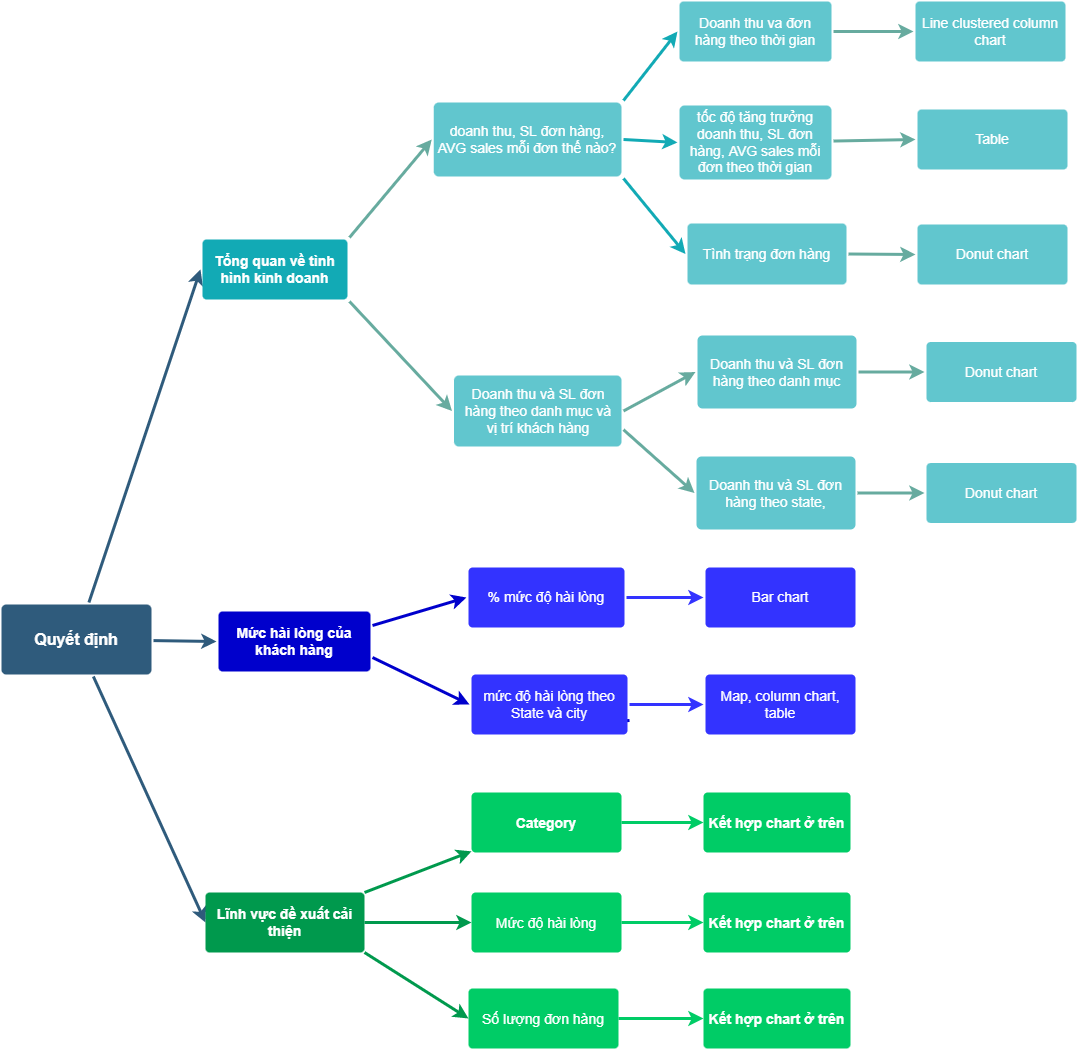 Doanh thu va đơn
hàng theo thời gian
Line clustered column
chart
doanh thu, SL đơn hàng,
AVG sales mỗi đơn thế nào?
tốc độ tăng trưởng
doanh thu, SL đơn
hàng, AVG sales mỗi
đơn theo thời gian
Table
Tình trạng đơn hàng
Donut chart
Tổng quan về tình
hình kinh doanh
Doanh thu và SL đơn
hàng theo danh mục và
vị trí khách hàng
Doanh thu và SL đơn
hàng theo danh mục
Donut chart
Doanh thu và SL đơn
hàng theo state,
Donut chart
Quyết định
Mức hài lòng của
khách hàng
% mức độ hài lòng
Bar chart
mức độ hài lòng theo
State và city
Map, column chart,
table
Lĩnh vực đề xuất cải
thiện
Category
Kết hợp chart ở trên
Mức độ hài lòng
Kết hợp chart ở trên
Số lượng đơn hàng
Kết hợp chart ở trên